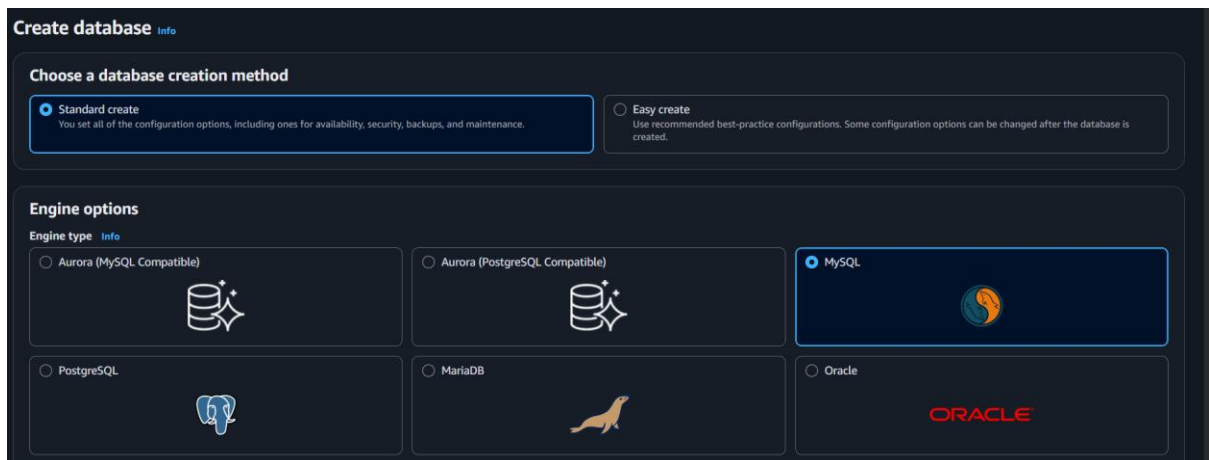 Create database Info
Choose a database creation method
Standard create
You set all of the configuration options, including ones for availability, security, backups, and maintenance.
Easy create
Use recommended best-practice configurations. Some configuration options can be changed after the database is
created.
Engine options
Engine type Info
Aurora (MySQL Compatible)
Aurora (PostgreSQL Compatible)
MySQL
PostgreSQL
MariaDB
Oracle
ORACLE